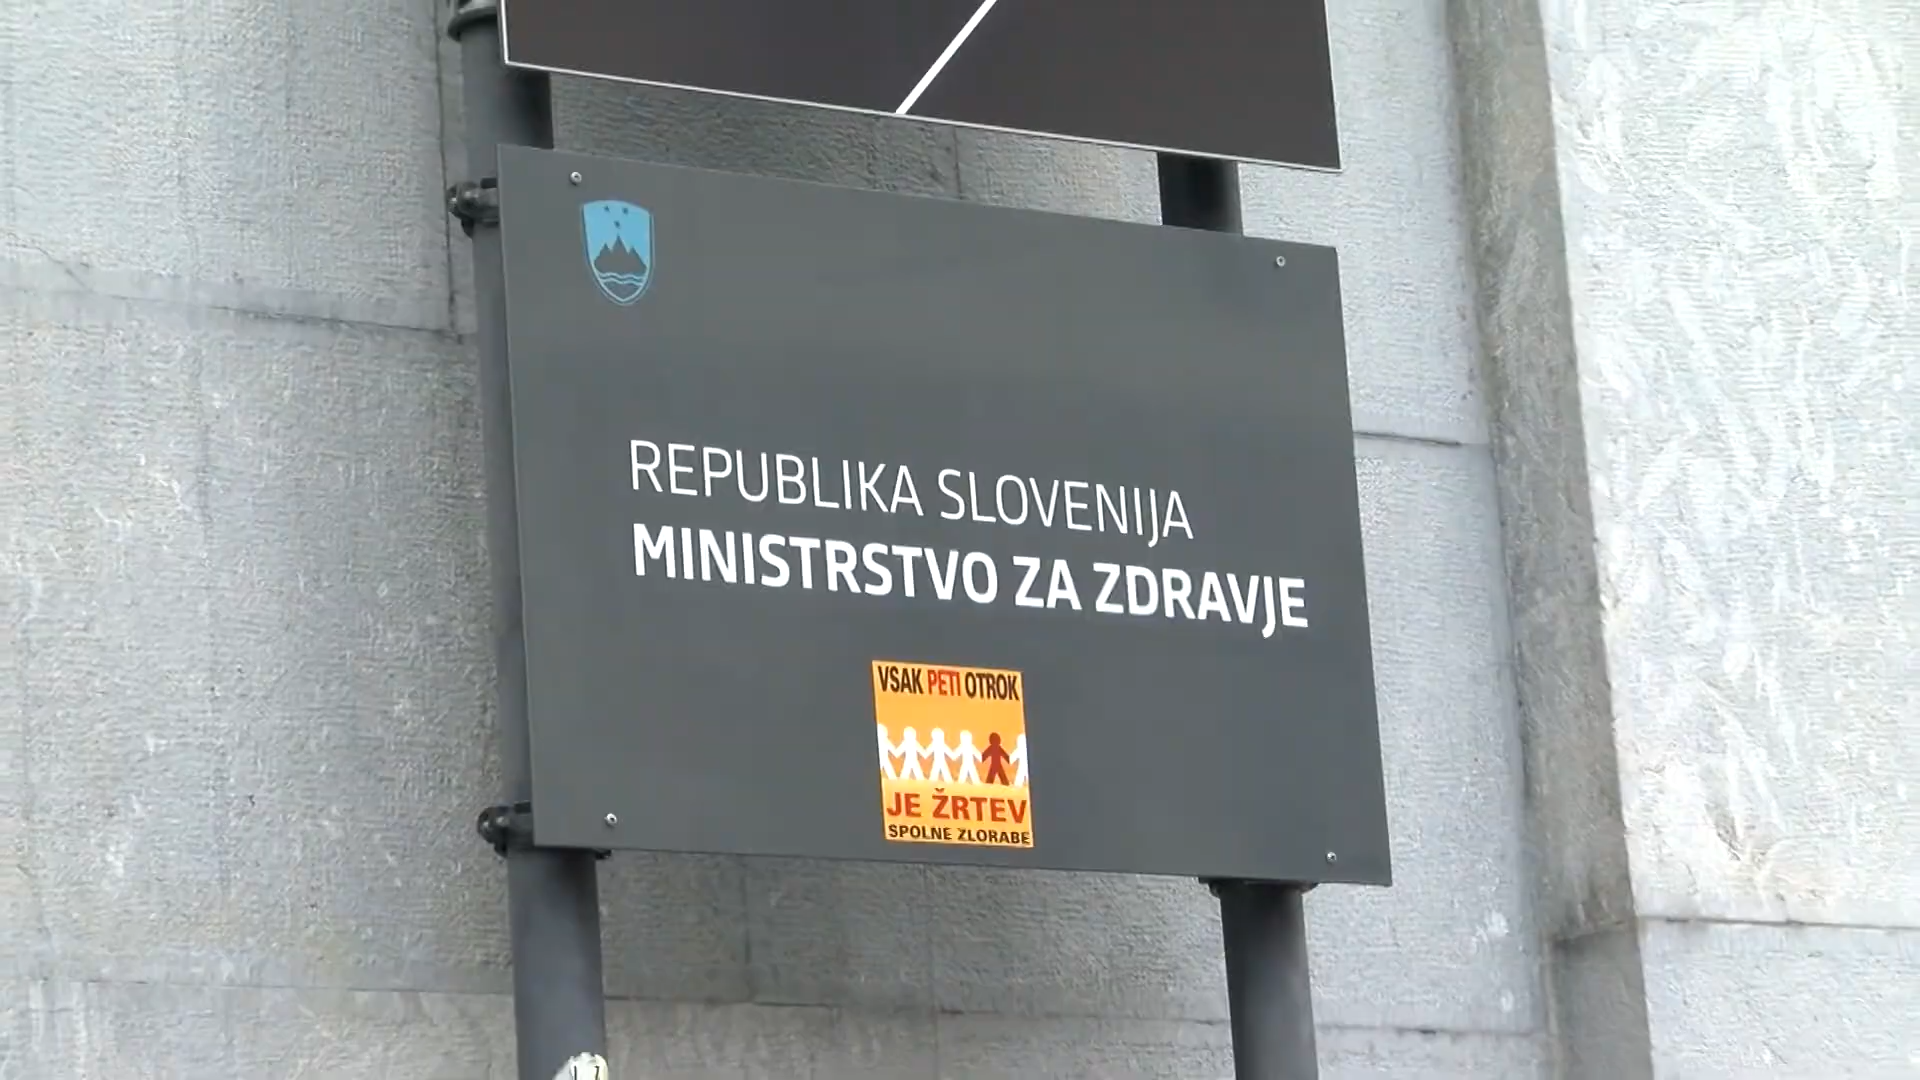 REPUBLIKA SLOVENIJA
MINISTRSTVO ZA ZDRAVJE
VSAK PETI OTROK
JE ŽRTEV
SPOLNE ZLORABE